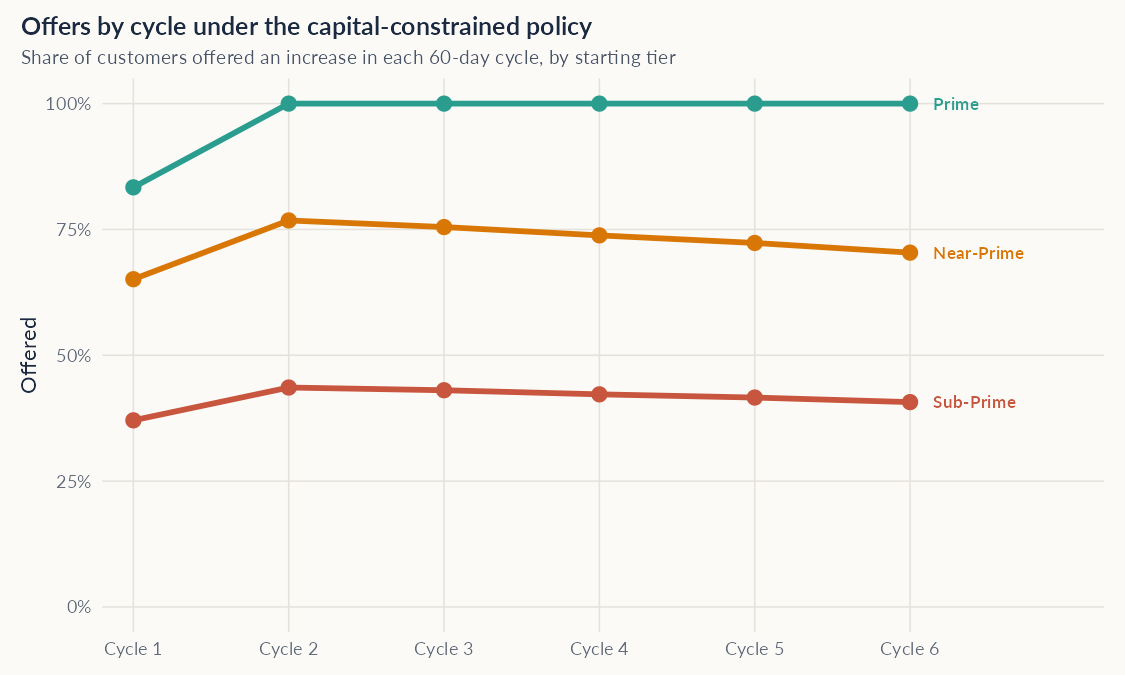 Offers by cycle under the capital-constrained policy
Share of customers offered an increase in each 60-day cycle, by starting tier
100%
Prime
75%
Near-Prime
Offered
50%
Sub-Prime
25%
0%
Cycle 1
Cycle 2
Cycle 3
Cycle 4
Cycle 5
Cycle 6